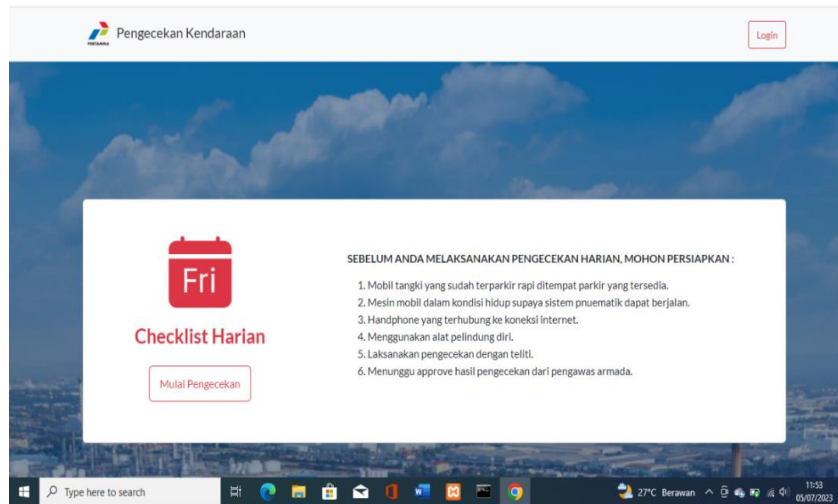 PERTAMINA
Pengecekan Kendaraan
Login
Fri
Checklist Harian
Mulai Pengecekan
SEBELUM ANDA MELAKSANAKAN PENGECEKAN HARIAN, MOHON PERSIAPKAN :
1. Mobil tangki yang sudah terparkir rapi ditempat parkir yang tersedia.
2. Mesin mobil dalam kondisi hidup supaya sistem pnuematik dapat berjalan.
3. Handphone yang terhubung ke koneksi internet.
4. Menggunakan alat pelindung diri.
5. Laksanakan pengecekan dengan teliti.
6. Menunggu approve hasil pengecekan dari pengawas armada.
Type here to search
27°C Berawan
11:53
05/07/2023